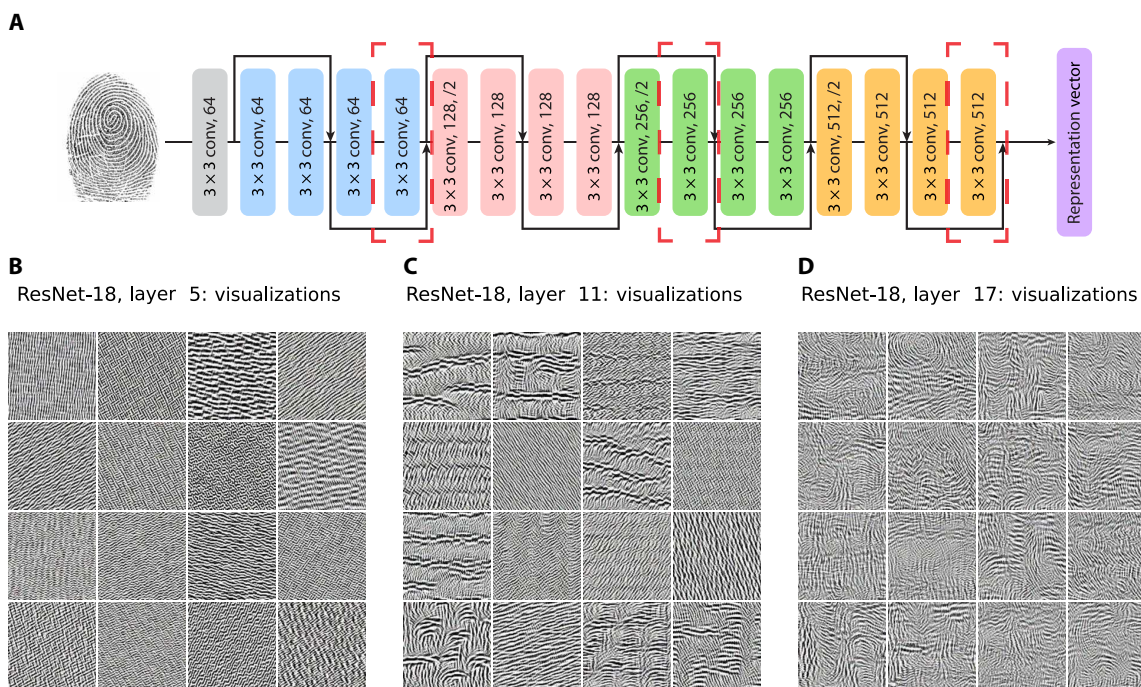 A
3 × 3 conv, 64
3 × 3 conv, 64
3 × 3 conv, 64
3 × 3 conv, 64
3 × 3 conv, 64
3 × 3 conv, 128, /2
3 × 3 conv, 128
3 × 3 conv, 128
3 × 3 conv, 128
3 × 3 conv, 256, /2
3 × 3 conv, 256
3 × 3 conv, 256
3 × 3 conv, 256
3 × 3 conv, 512, /2
3 × 3 conv, 512
3 × 3 conv, 512
3 × 3 conv, 512
Representation vector
B
ResNet-18, layer 5: visualizations
C
ResNet-18, layer 11: visualizations
D
ResNet-18, layer 17: visualizations